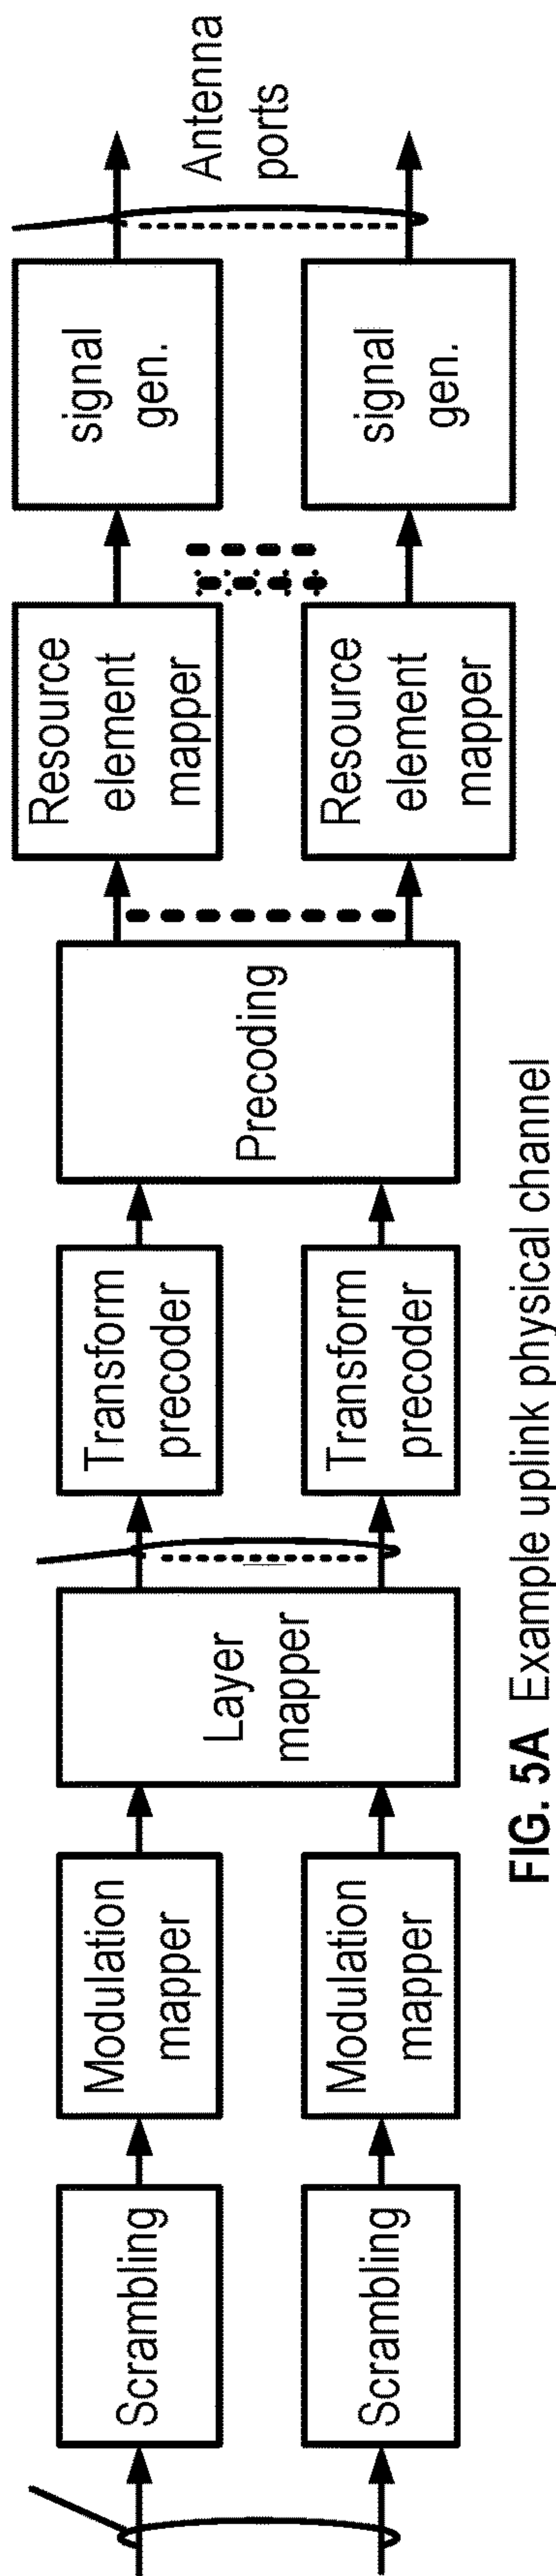 Scrambling
Scrambling
Modulation
mapper
Modulation
mapper
Layer
mapper
Transform
precoder
Transform
precoder
Precoding
Resource
element
mapper
Resource
element
mapper
signal
gen.
signal
gen.
Antenna
ports
FIG. 5A Example uplink physical channel